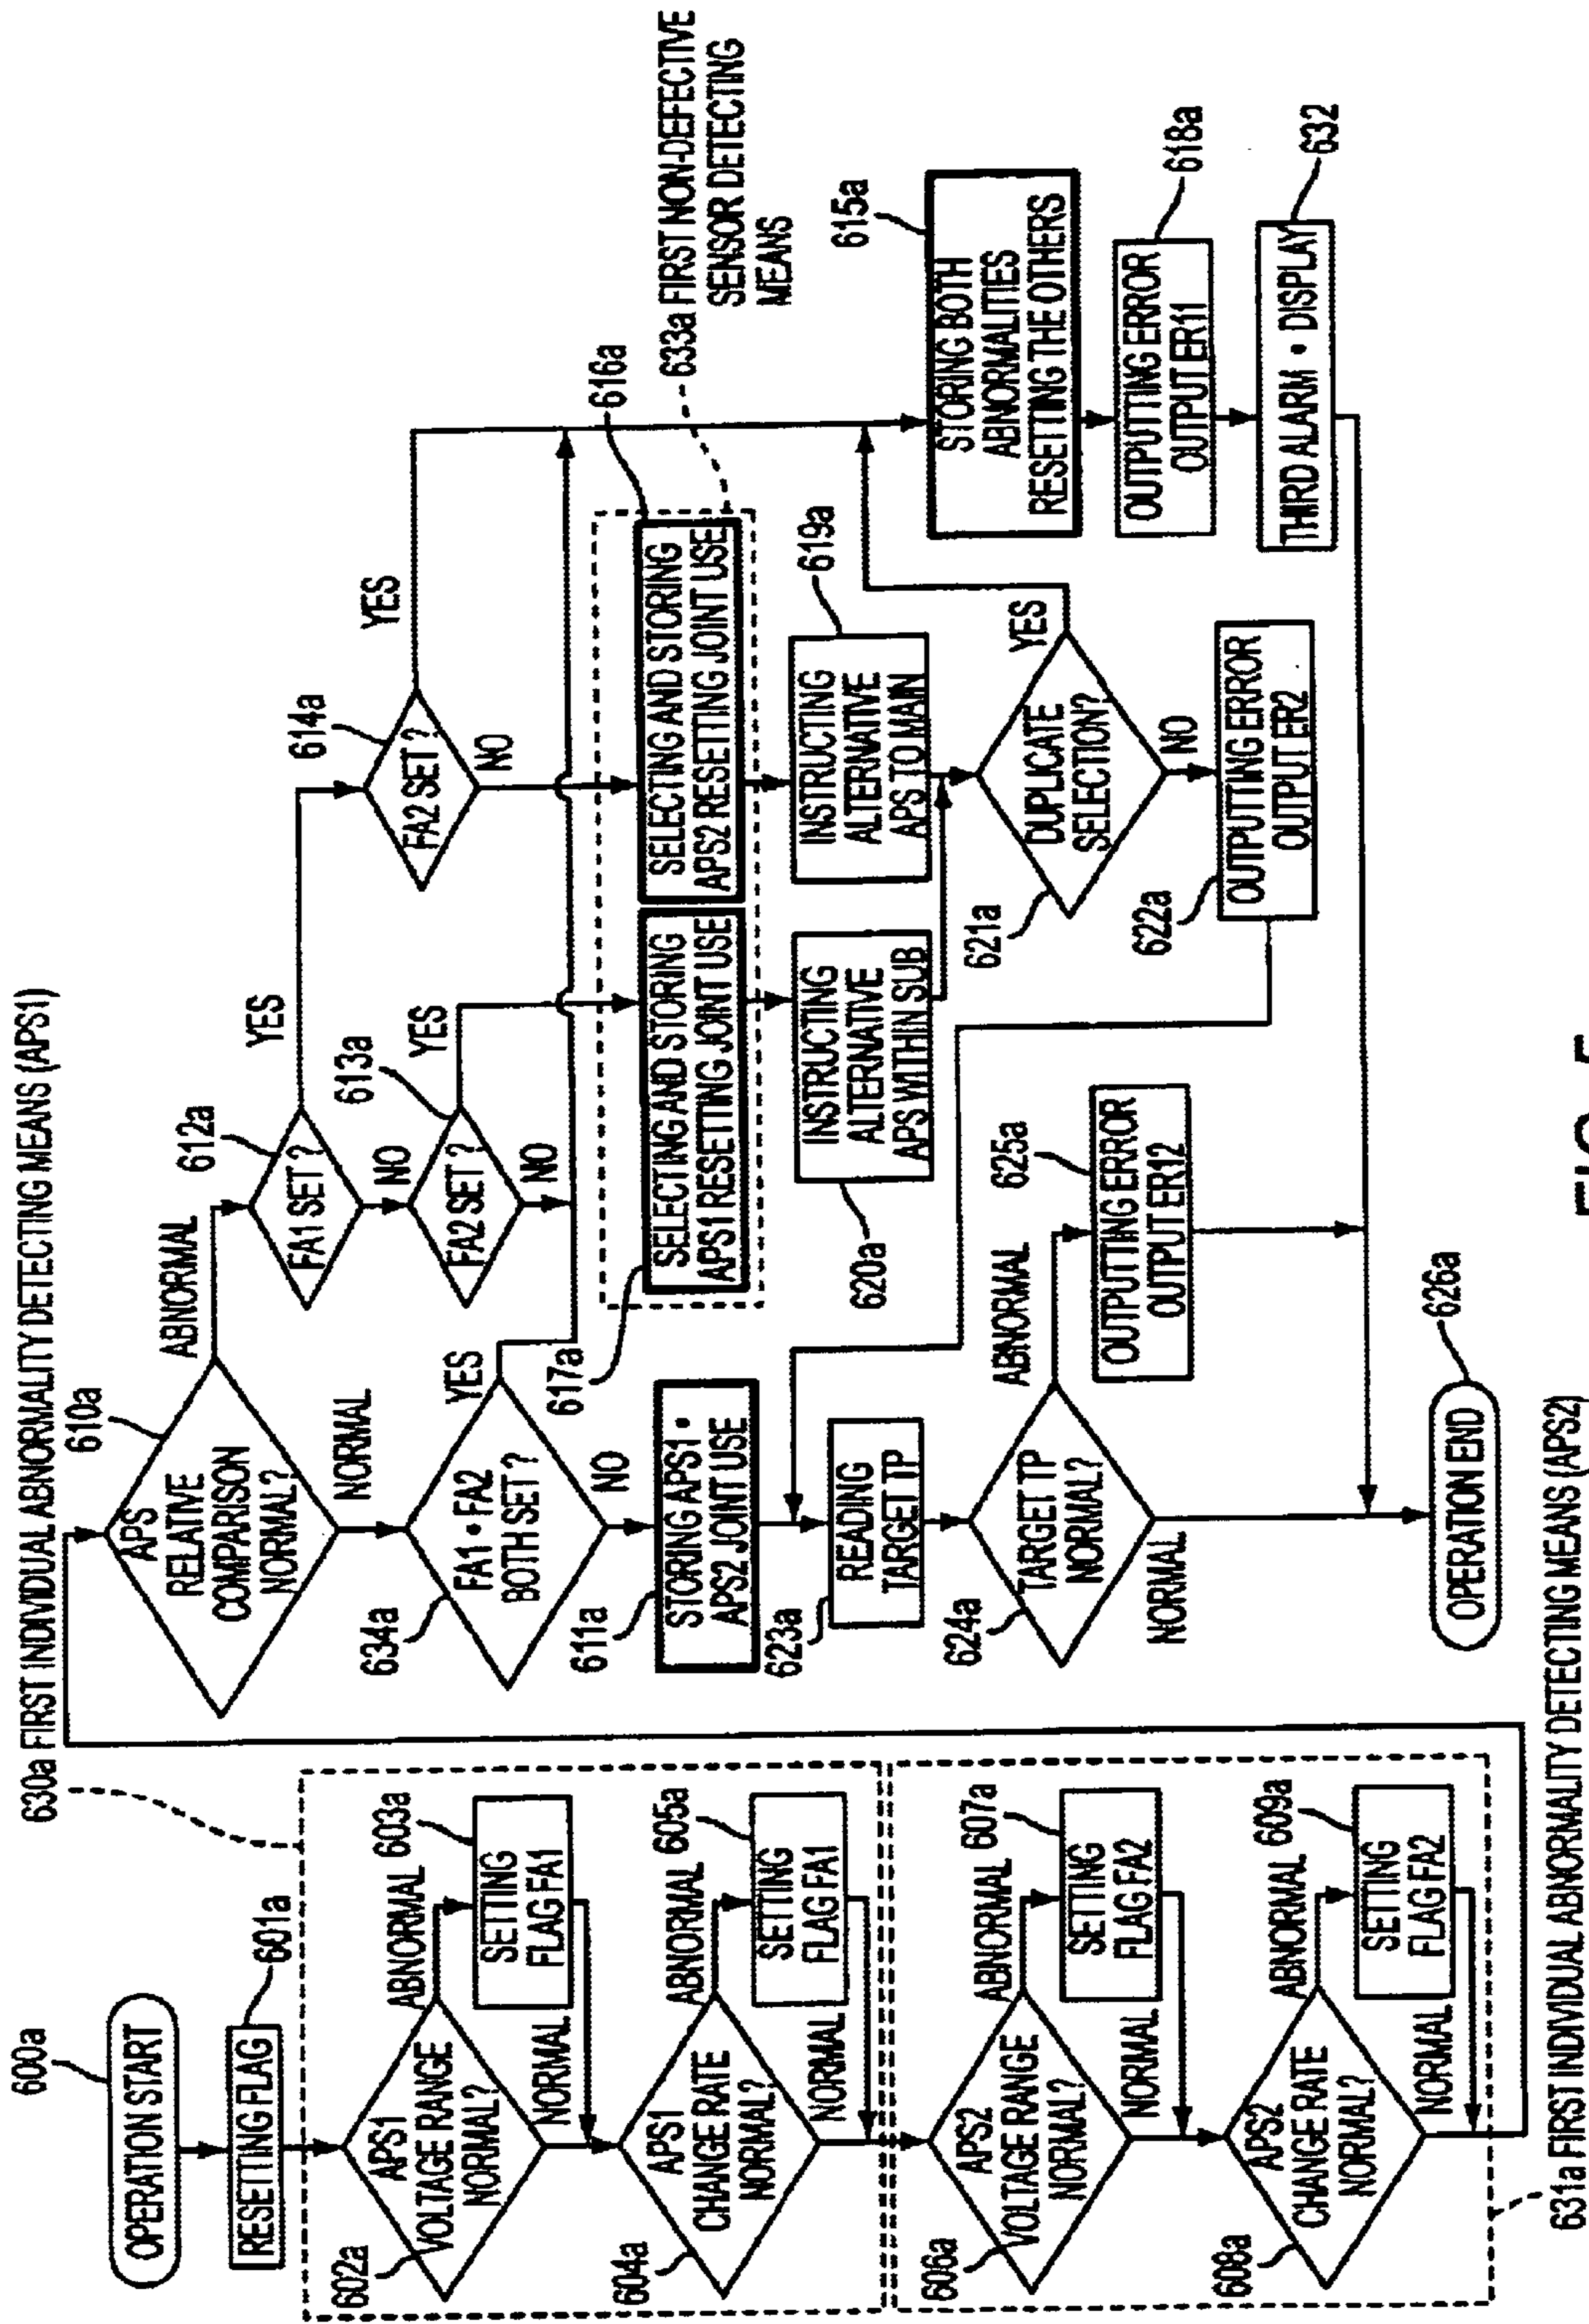 600a
OPERATION START
601a
RESETTING FLAG
630a FIRST INDIVIDUAL ABNORMALITY DETECTING MEANS (APS1)
602a
APS1
VOLTAGE RANGE
NORMAL?
ABNORMAL
603a
SETTING
FLAG FA1
NORMAL
604a
APS1
CHANGE RATE
NORMAL?
ABNORMAL
605a
SETTING
FLAG FA1
NORMAL
606a
APS2
VOLTAGE RANGE
NORMAL?
ABNORMAL
607a
SETTING
FLAG FA2
NORMAL
608a
APS2
CHANGE RATE
NORMAL?
ABNORMAL
609a
SETTING
FLAG FA2
NORMAL
631a FIRST INDIVIDUAL ABNORMALITY DETECTING MEANS (APS2)
610a
APS
RELATIVE
COMPARISON
NORMAL?
ABNORMAL
NORMAL
634a
FA1 • FA2
BOTH SET ?
YES
NO
611a
STORING APS1 •
APS2 JOINT USE
623a
READING
TARGET TP
624a
TARGET TP
NORMAL?
ABNORMAL
NORMAL
625a
OUTPUTTING ERROR
OUTPUT ER12
626a
OPERATION END
612a
FA1 SET ?
YES
NO
613a
FA2 SET ?
YES
NO
614a
FA2 SET ?
YES
NO
633a FIRST NON-DEFECTIVE
SENSOR DETECTING
MEANS
617a
SELECTING AND STORING
APS1 RESETTING JOINT USE
616a
SELECTING AND STORING
APS2 RESETTING JOINT USE
620a
INSTRUCTING
ALTERNATIVE
APS WITHIN SUB
619a
INSTRUCTING
ALTERNATIVE
APS TO MAIN
621a
DUPLICATE
SELECTION?
YES
NO
622a
OUTPUTTING ERROR
OUTPUT ER2
615a
STORING BOTH
ABNORMALITIES
RESETTING THE OTHERS
618a
OUTPUTTING ERROR
OUTPUT ER11
632
THIRD ALARM • DISPLAY